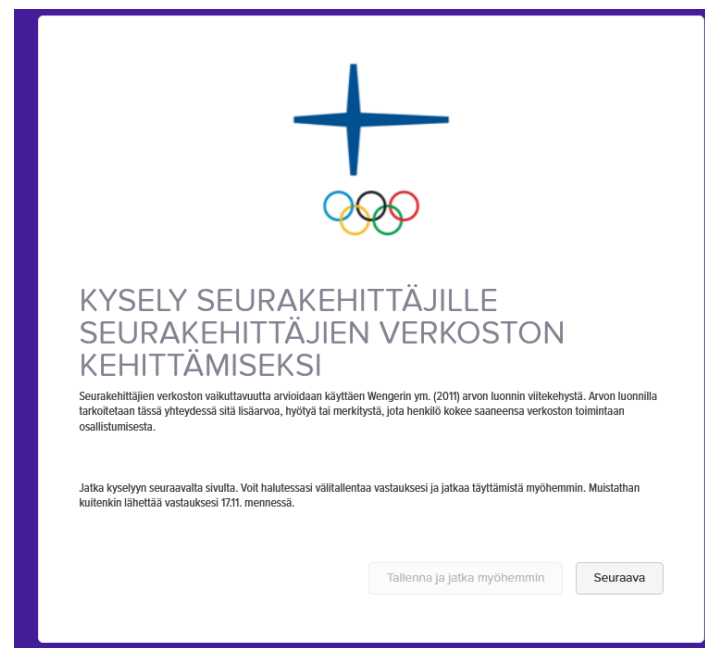 KYSELY SEURAKEHITTÄJILLE
SEURAKEHITTÄJIEN VERKOSTON
KEHITTÄMISEKSI
Seurakehittäjien verkoston vaikuttavuutta arvioidaan käyttäen Wengerin ym. (2011) arvon luonnin viitekehystä. Arvon luonnilla
tarkoitetaan tässä yhteydessä sitä lisäarvoa, hyötyä tai merkitystä, jota henkilö kokee saaneensa verkoston toimintaan
osallistumisesta.
Jatka kyselyyn seuraavalta sivulta. Voit halutessasi välitallentaa vastauksesi ja jatkaa täyttämistä myöhemmin. Muistathan
kuitenkin lähettää vastauksesi 17.11. mennessä.
Tallenna ja jatka myöhemmin
Seuraava